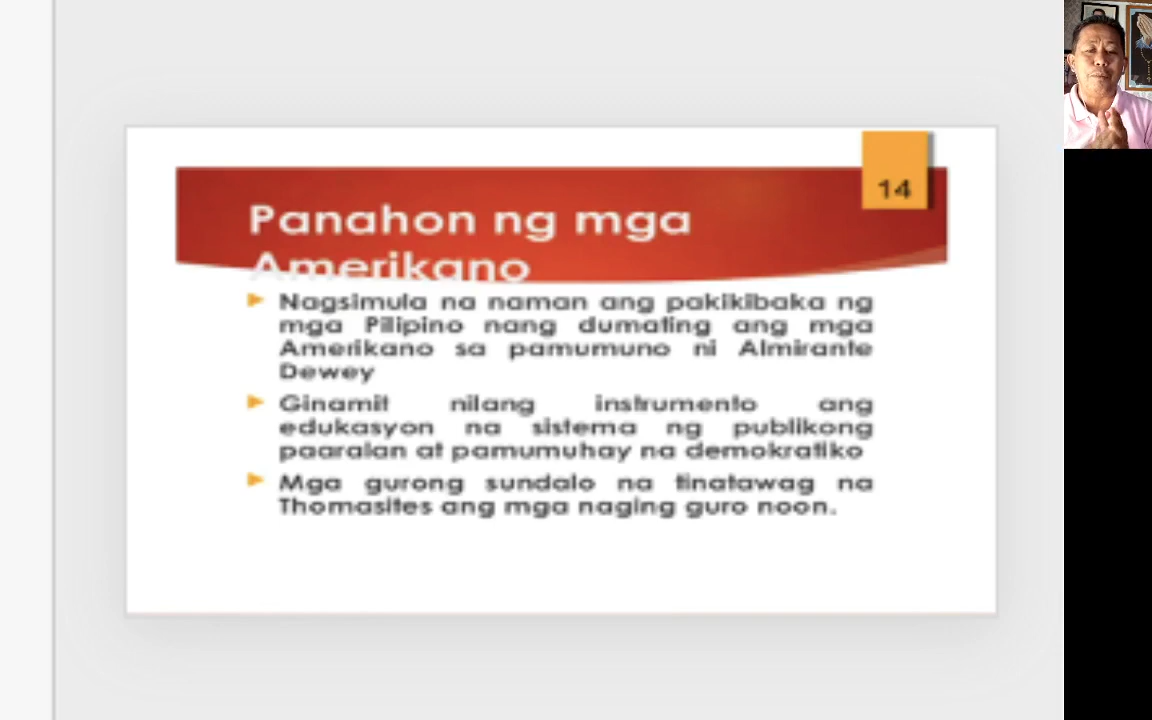 14
Panahon ng mga
Amerikano
Nagsimula na naman ang pakikibaka ng
mga Pilipino nang dumating ang mga
Amerikano sa pamumuno ni Almirante
Dewey
Ginamit nilang instrumento ang
edukasyon na sistema ng publikong
paaralan at pamumuhay na demokratiko
Mga gurong sundalo na tinatawag na
Thomasites ang mga naging guro noon.